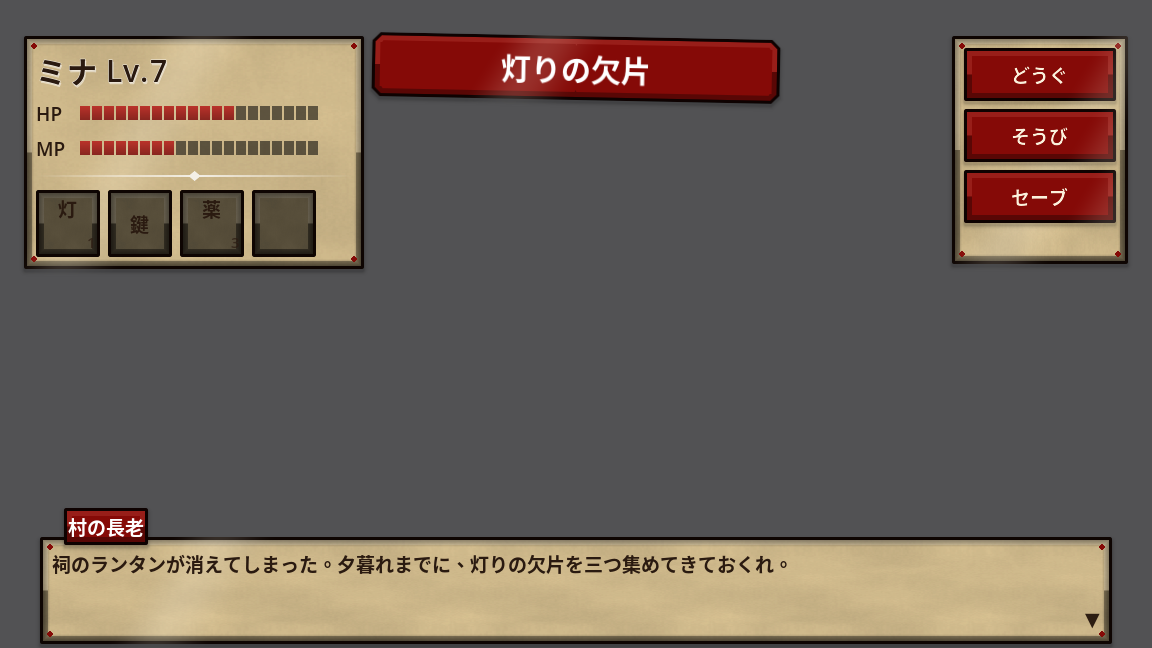 ミナ Lv.7
HP
MP
灯
鍵
薬
灯りの欠片
どうぐ
そうび
セーブ
村の長老
祠のランタンが消えてしまった。夕暮れまでに、灯りの欠片を三つ集めてきておくれ。
▼